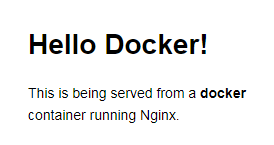 Hello Docker!
This is being served from a docker
container running Nginx.